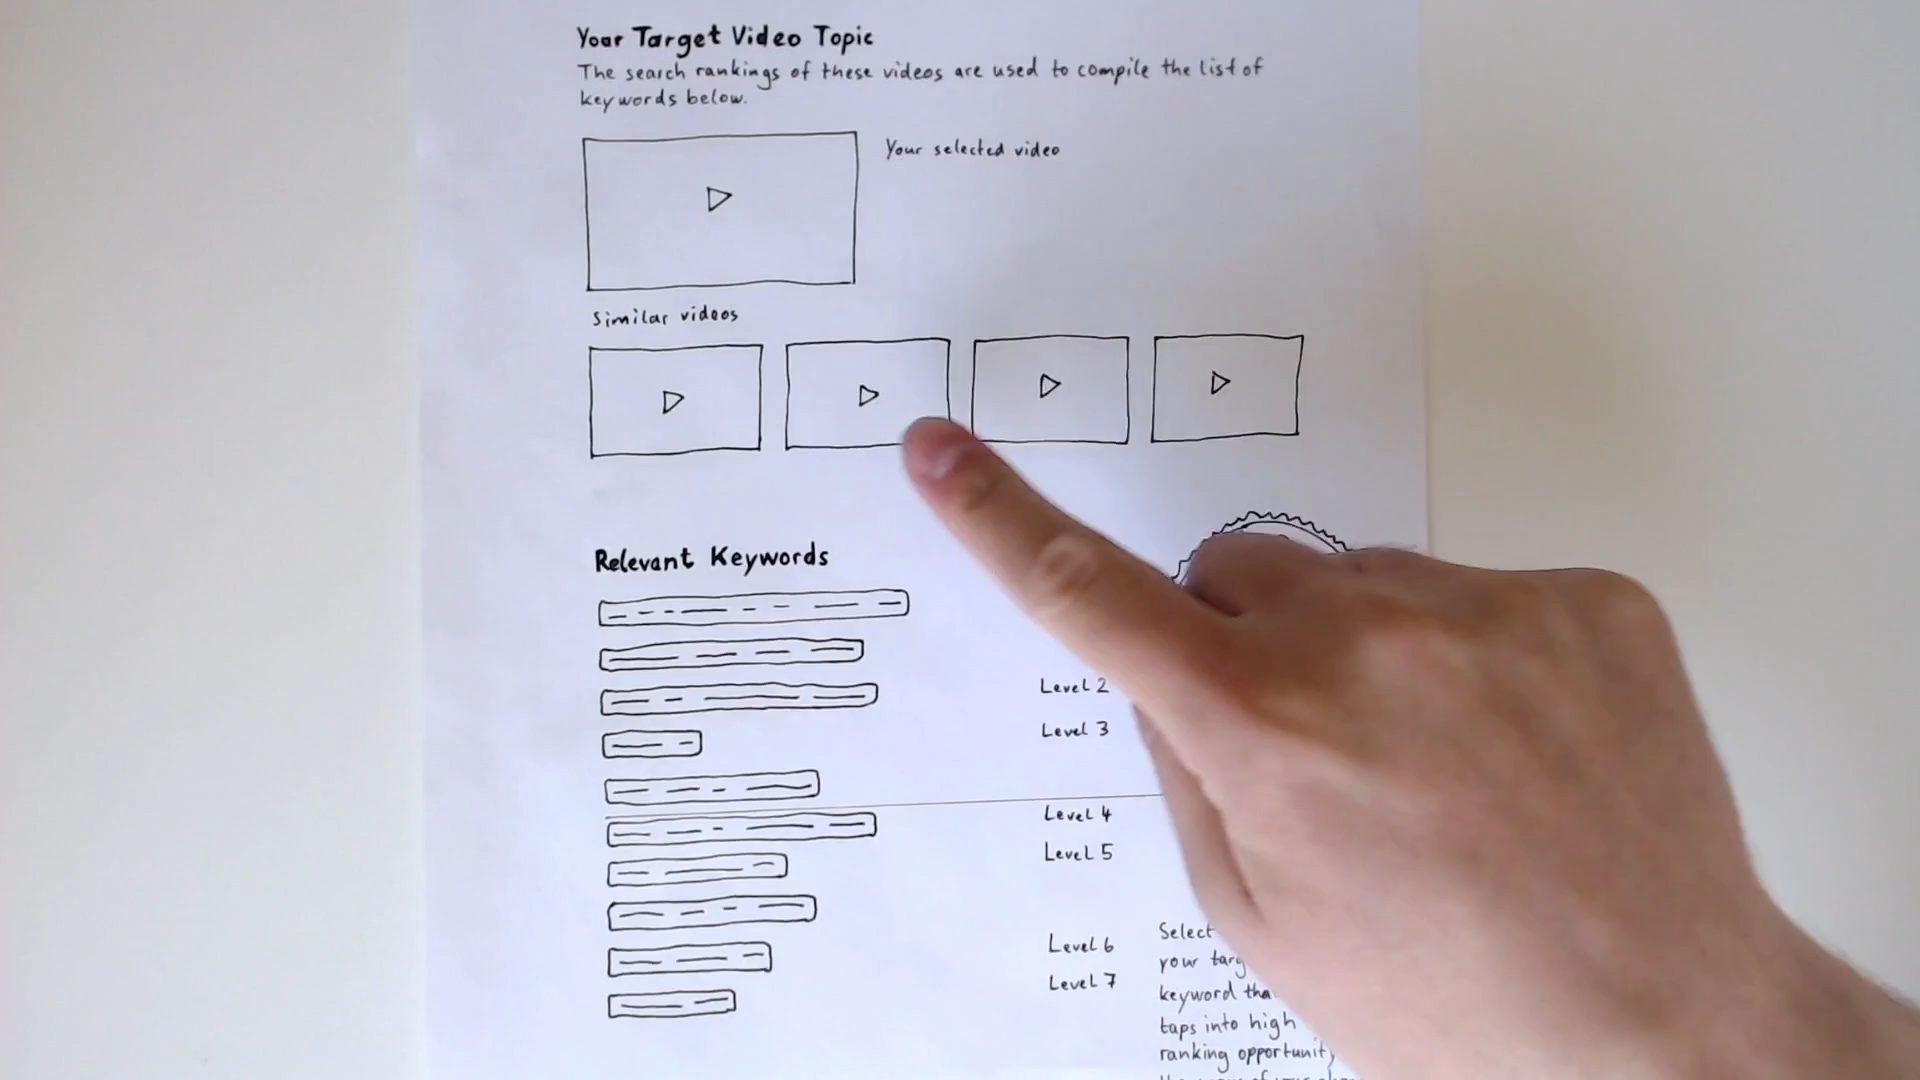 Your Target Video Topic
The search rankings of these videos are used to compile the list of
keywords below.
Your selected video
Similar videos
Relevant Keywords
Level 2
Level 3
Level 4
Level 5
Level 6
Level 7
Select
your
keyword
taps into high
ranking opportunity